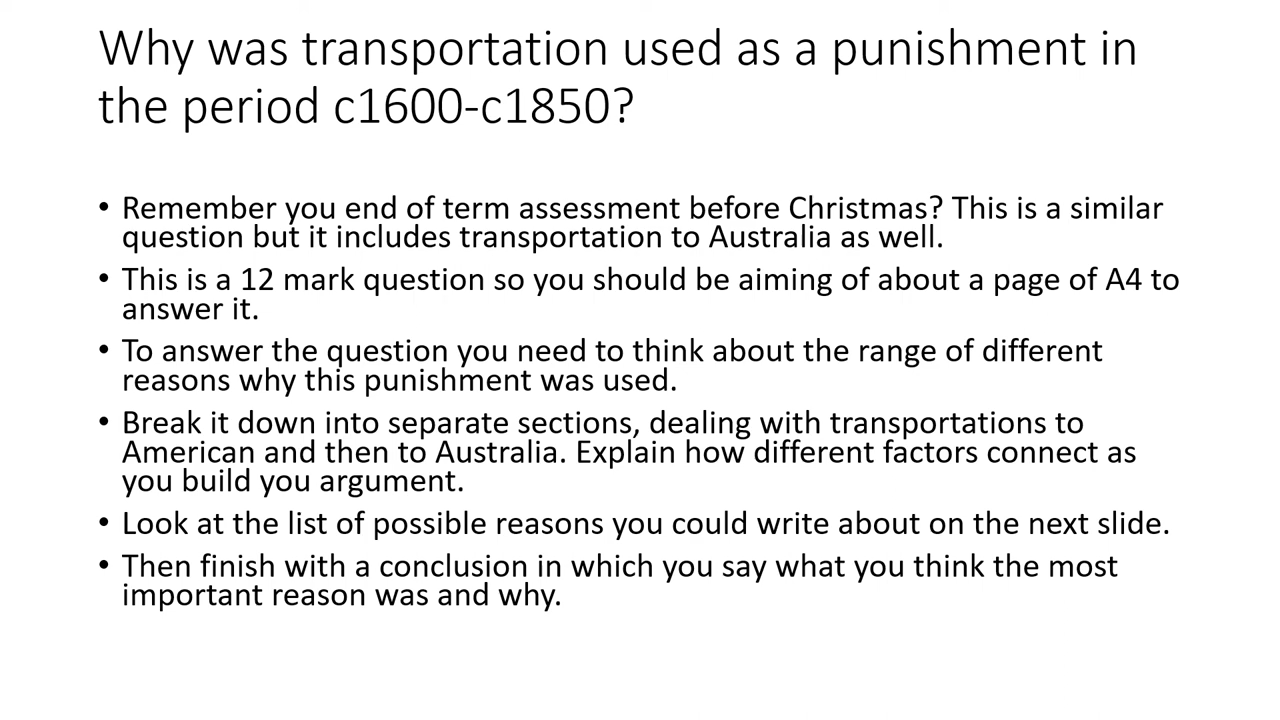 Why was transportation used as a punishment in
the period c1600-c1850?
• Remember you end of term assessment before Christmas? This is a similar
question but it includes transportation to Australia as well.
• This is a 12 mark question so you should be aiming of about a page of A4 to
answer it.
• To answer the question you need to think about the range of different
reasons why this punishment was used.
• Break it down into separate sections, dealing with transportations to
American and then to Australia. Explain how different factors connect as
you build you argument.
• Look at the list of possible reasons you could write about on the next slide.
• Then finish with a conclusion in which you say what you think the most
important reason was and why.